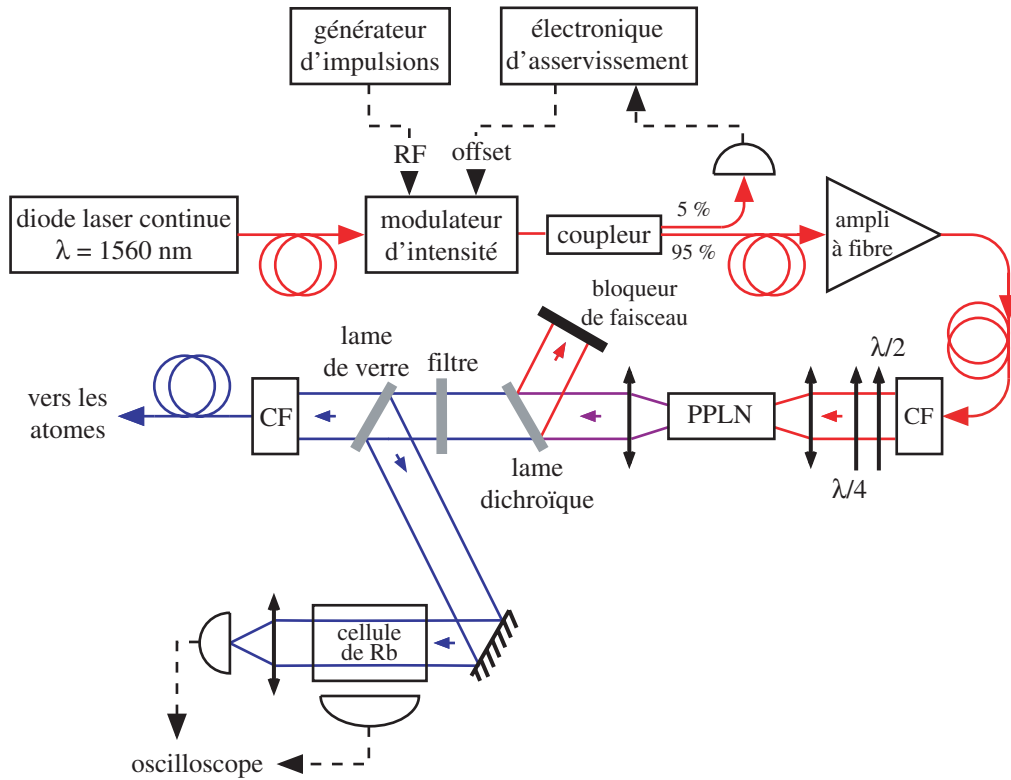 générateur
d'impulsions
électronique
d'asservissement
RF
offset
diode laser continue
λ = 1560 nm
modulateur
d'intensité
coupleur
5 %
95 %
ampli
à fibre
bloqueur
de faisceau
lame
de verre
filtre
λ/2
vers les
atomes
CF
PPLN
CF
λ/4
lame
dichroïque
cellule
de Rb
oscilloscope